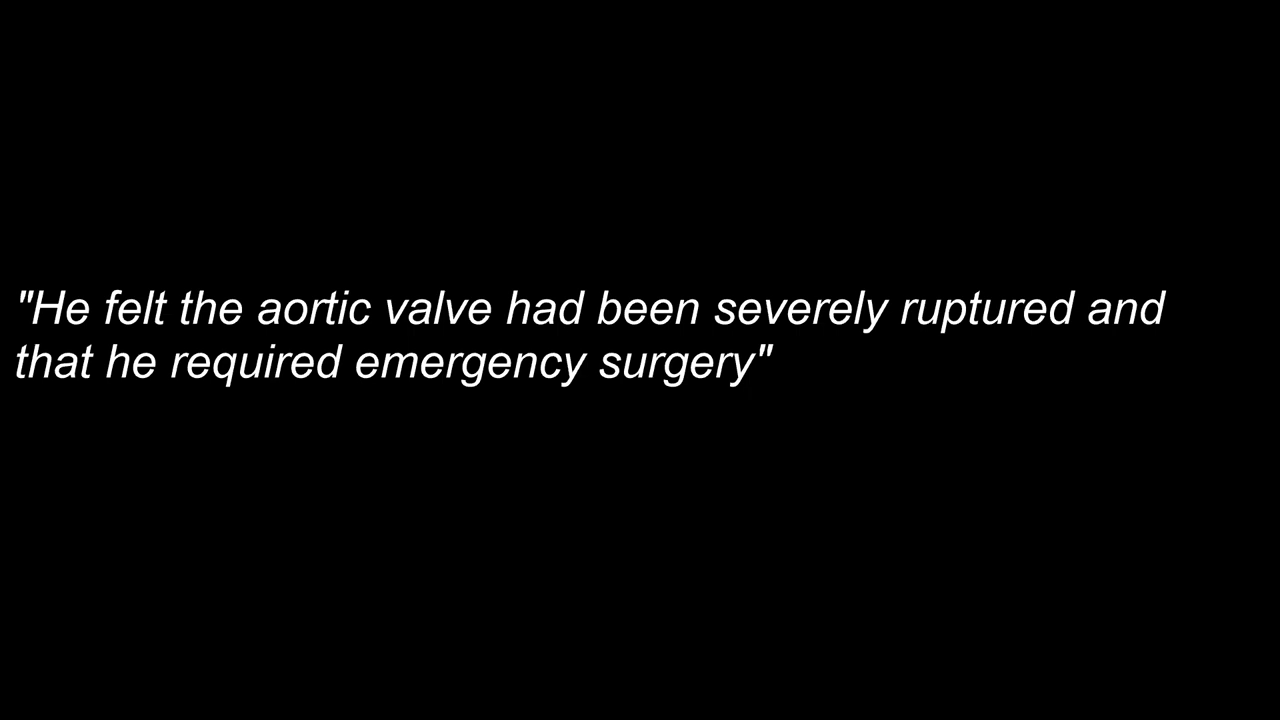 "He felt the aortic valve had been severely ruptured and
that he required emergency surgery"